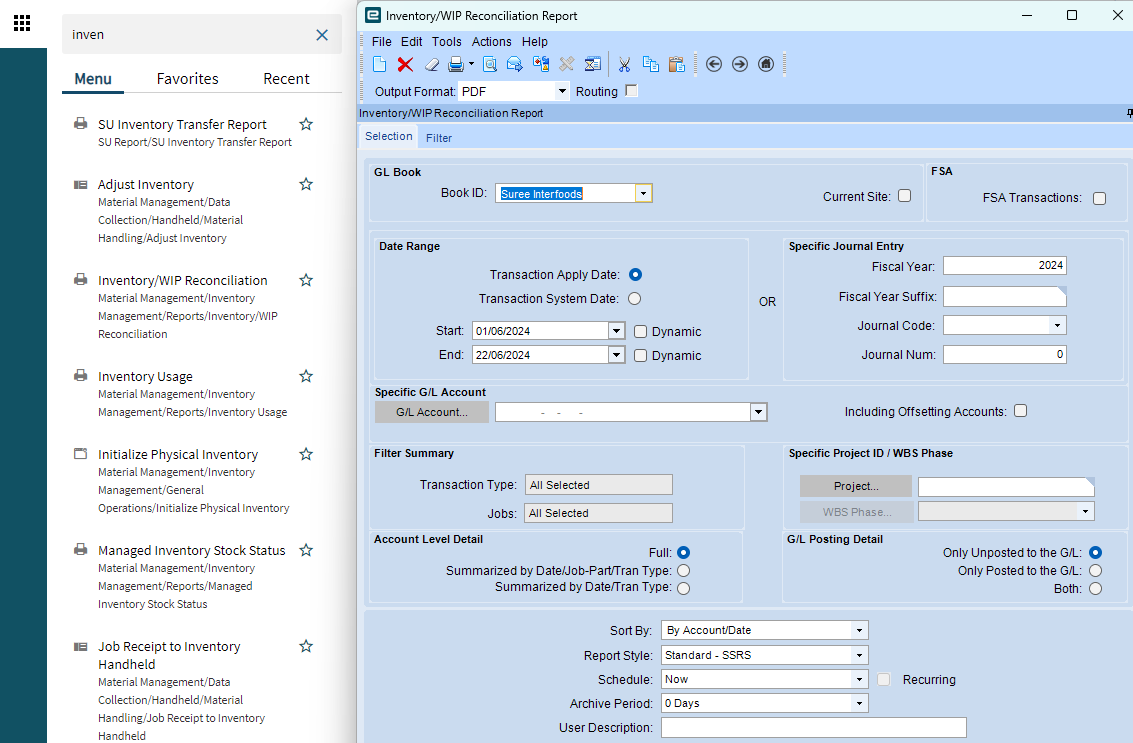 inven
Menu
Favorites
Recent
SU Inventory Transfer Report
SU Report/SU Inventory Transfer Report
Adjust Inventory
Material Management/Data
Collection/Handheld/Material
Handling/Adjust Inventory
Inventory/WIP Reconciliation
Material Management/Inventory
Management/Reports/Inventory/WIP
Reconciliation
Inventory Usage
Material Management/Inventory
Management/Reports/Inventory Usage
Initialize Physical Inventory
Material Management/Inventory
Management/General
Operations/Initialize Physical Inventory
Managed Inventory Stock Status
Material Management/Inventory
Management/Reports/Managed
Inventory Stock Status
Job Receipt to Inventory
Handheld
Material Management/Data
Collection/Handheld/Material
Handling/Job Receipt to Inventory
Handheld
Inventory/WIP Reconciliation Report
File Edit Tools Actions Help
Output Format: PDF Routing
Inventory/WIP Reconciliation Report
Selection Filter
GL Book
Book ID: Suree Interfoods
Current Site:
FSA
FSA Transactions:
Date Range
Transaction Apply Date:
Transaction System Date:
Start: 01/06/2024 Dynamic
End: 22/06/2024 Dynamic
OR
Specific Journal Entry
Fiscal Year: 2024
Fiscal Year Suffix:
Journal Code:
Journal Num: 0
Specific G/L Account
G/L Account... - - -
Including Offsetting Accounts:
Filter Summary
Transaction Type: All Selected
Jobs: All Selected
Specific Project ID / WBS Phase
Project...
WBS Phase...
Account Level Detail
Full:
Summarized by Date/Job-Part/Tran Type:
Summarized by Date/Tran Type:
G/L Posting Detail
Only Unposted to the G/L:
Only Posted to the G/L:
Both:
Sort By: By Account/Date
Report Style: Standard - SSRS
Schedule: Now Recurring
Archive Period: 0 Days
User Description: